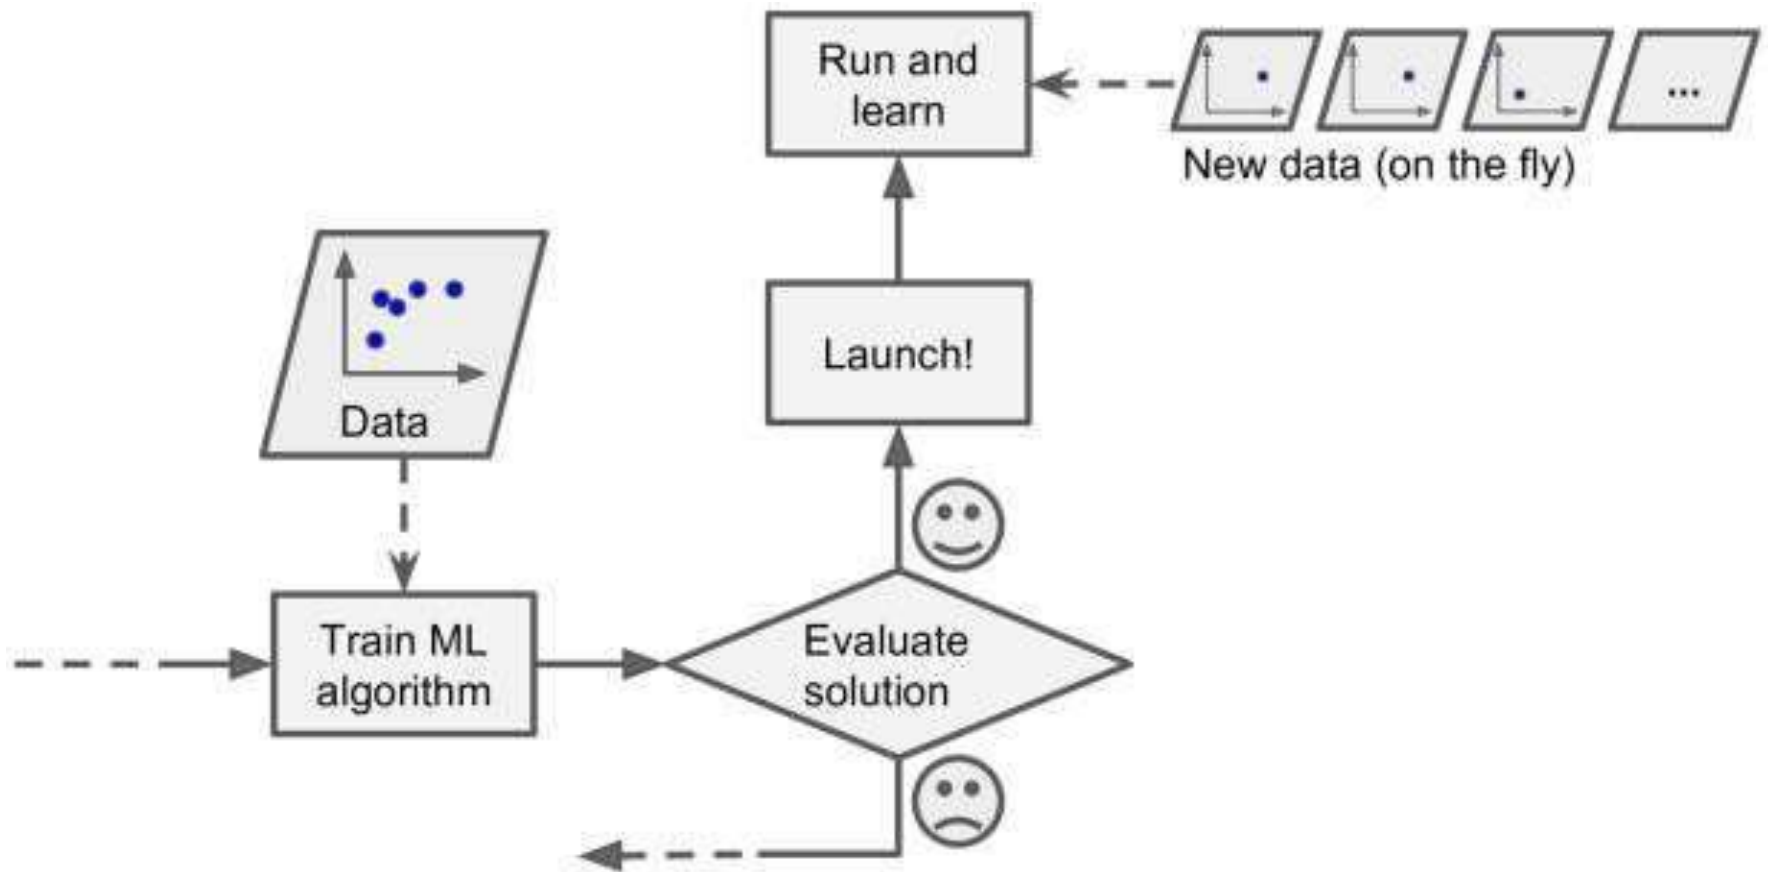 Run and
learn
...
New data (on the fly)
Data
Launch!
Train ML
algorithm
Evaluate
solution